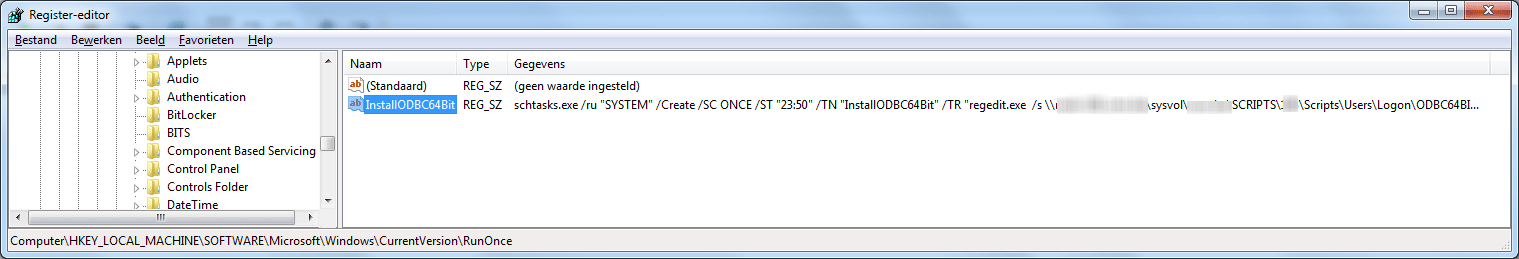 Register-editor
Bestand Bewerken Beeld Favorieten Help
Applets
Audio
Authentication
BitLocker
BITS
Component Based Servicing
Control Panel
Controls Folder
DateTime
Naam Type Gegevens
(Standaard) REG_SZ (geen waarde ingesteld)
InstallODBC64Bit REG_SZ schtasks.exe /ru "SYSTEM" /Create /SC ONCE /ST "23:50" /TN "InstallODBC64Bit" /TR "regedit.exe /s \\ \sysvol\ \SCRIPTS\ \Scripts\Users\Logon\ODBC64BI...
Computer\HKEY_LOCAL_MACHINE\SOFTWARE\Microsoft\Windows\CurrentVersion\RunOnce